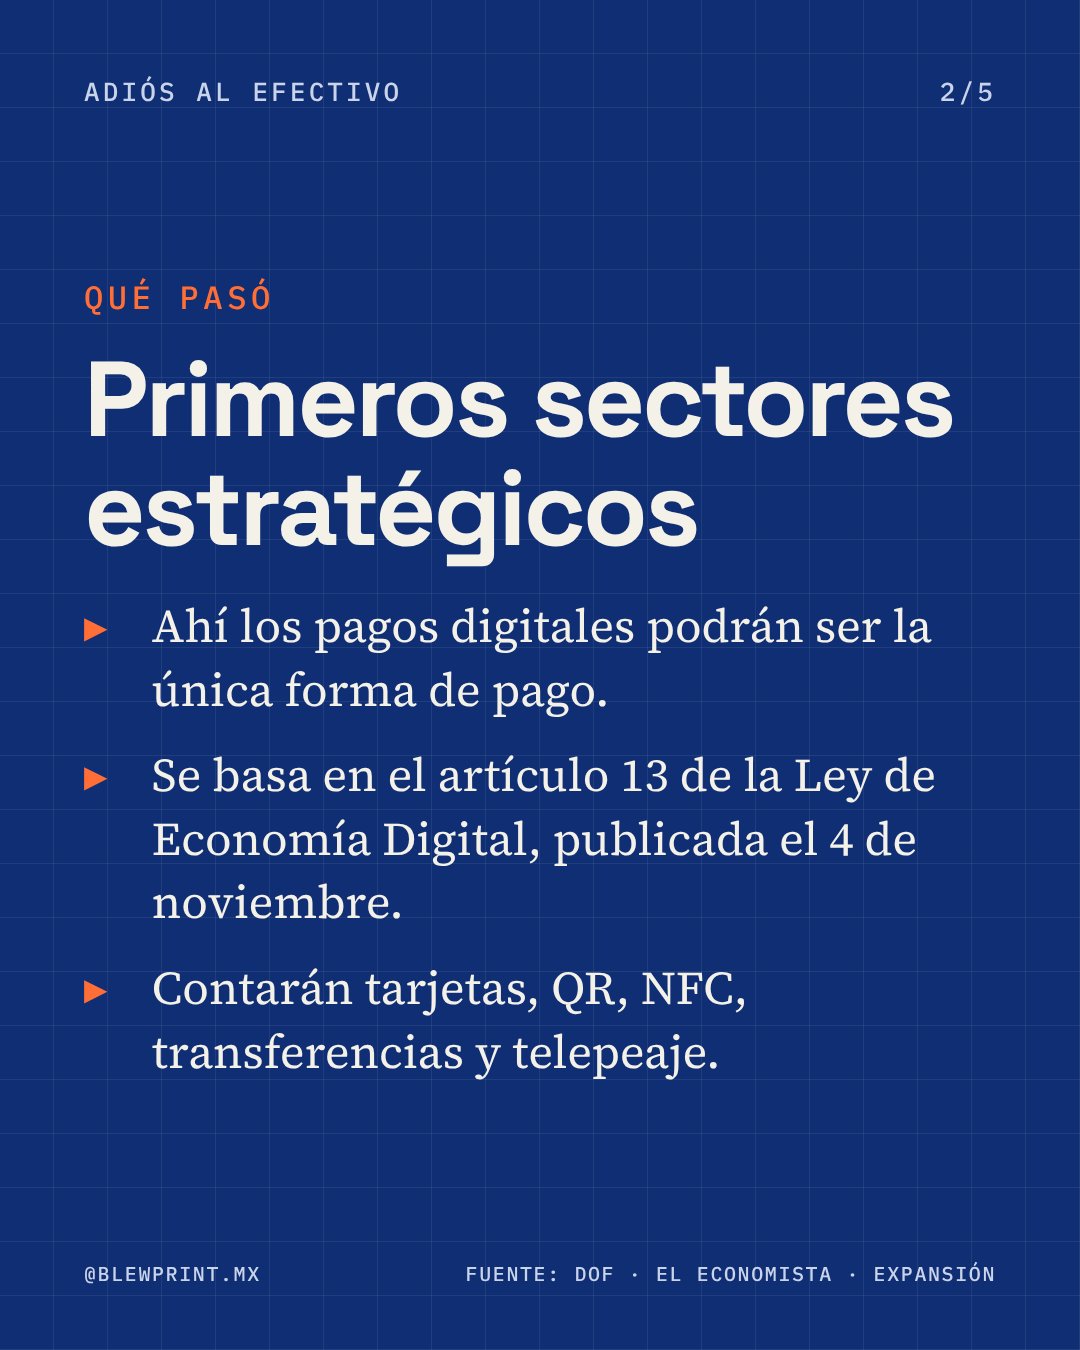 ADIÓS AL EFECTIVO
2/5
QUÉ PASÓ
Primeros sectores
estratégicos
▶ Ahí los pagos digitales podrán ser la
única forma de pago.
▶ Se basa en el artículo 13 de la Ley de
Economía Digital, publicada el 4 de
noviembre.
▶ Contarán tarjetas, QR, NFC,
transferencias y telepeaje.
@BLEWPRINT.MX
FUENTE: DOF · EL ECONOMISTA · EXPANSIÓN